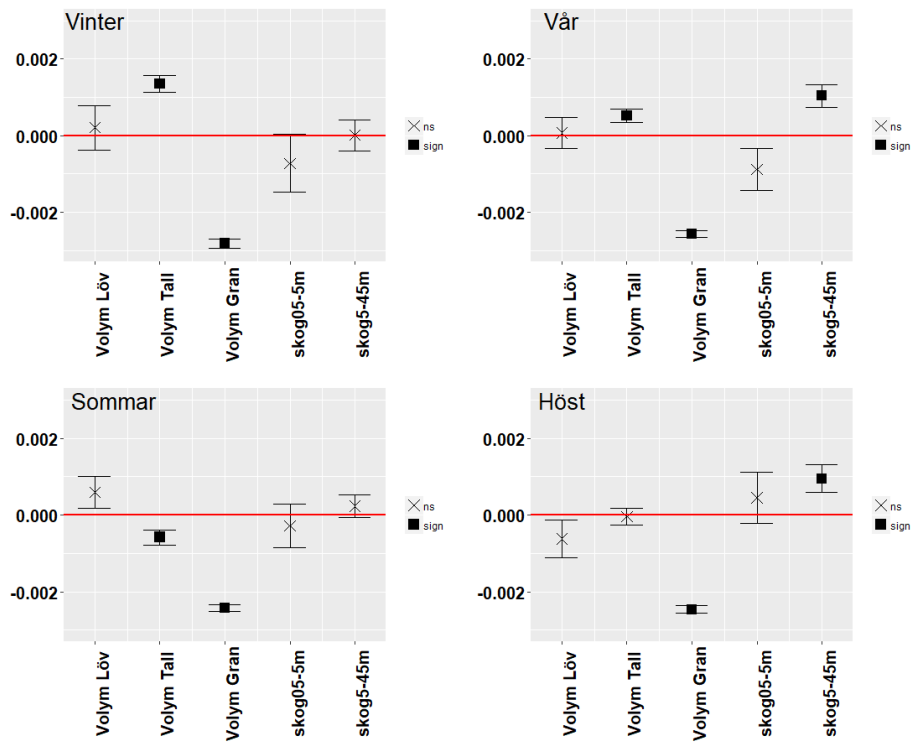 Vinter
0.002
0.000
-0.002
Volym Löv
Volym Tall
Volym Gran
skog05-5m
skog5-45m
ns
sign
Vår
0.002
0.000
-0.002
Volym Löv
Volym Tall
Volym Gran
skog05-5m
skog5-45m
ns
sign
Sommar
0.002
0.000
-0.002
Volym Löv
Volym Tall
Volym Gran
skog05-5m
skog5-45m
ns
sign
Höst
0.002
0.000
-0.002
Volym Löv
Volym Tall
Volym Gran
skog05-5m
skog5-45m
ns
sign